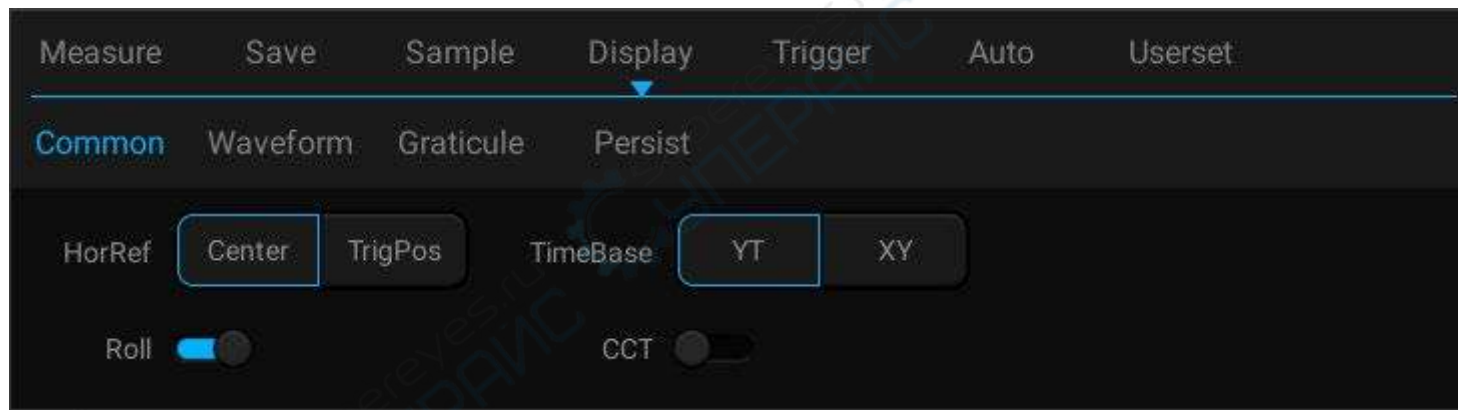 Measure Save Sample Display Trigger Auto Userset
Common Waveform Graticule Persist
HorRef Center TrigPos TimeBase YT XY
Roll CCT